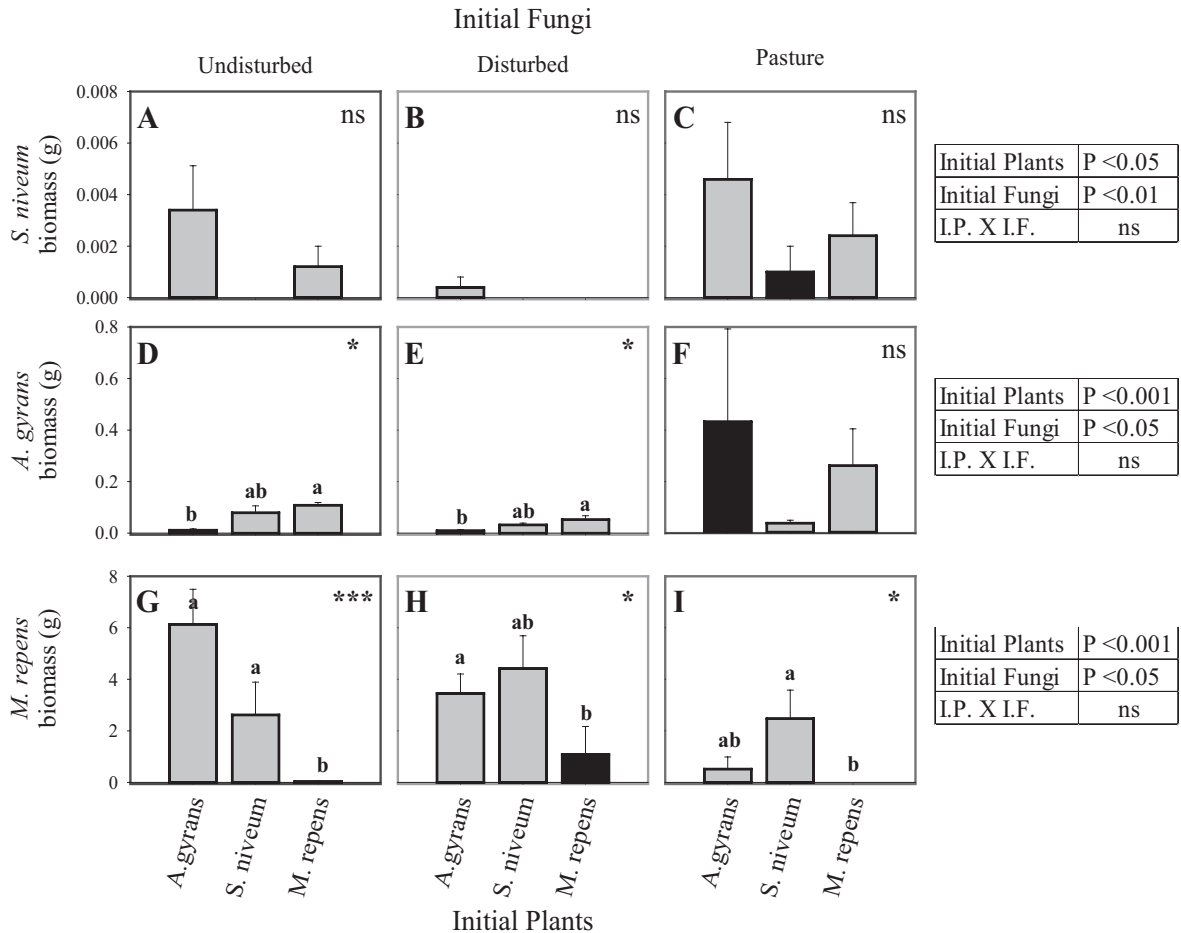 Initial Fungi
Undisturbed Disturbed Pasture
S. niveum
biomass (g)
0.008
0.006
0.004
0.002
0.000
A ns
B ns
C ns
Initial Plants P <0.05
Initial Fungi P <0.01
I.P. X I.F. ns
A. gyrans
biomass (g)
0.8
0.6
0.4
0.2
0.0
D *
b ab a
E *
b ab a
F ns
Initial Plants P <0.001
Initial Fungi P <0.05
I.P. X I.F. ns
M. repens
biomass (g)
8
6
4
2
0
G ***
a a b
H *
a ab b
I *
ab a b
Initial Plants P <0.001
Initial Fungi P <0.05
I.P. X I.F. ns
A.gyrans S. niveum M. repens
A.gyrans S. niveum M. repens
A.gyrans S. niveum M. repens
Initial Plants